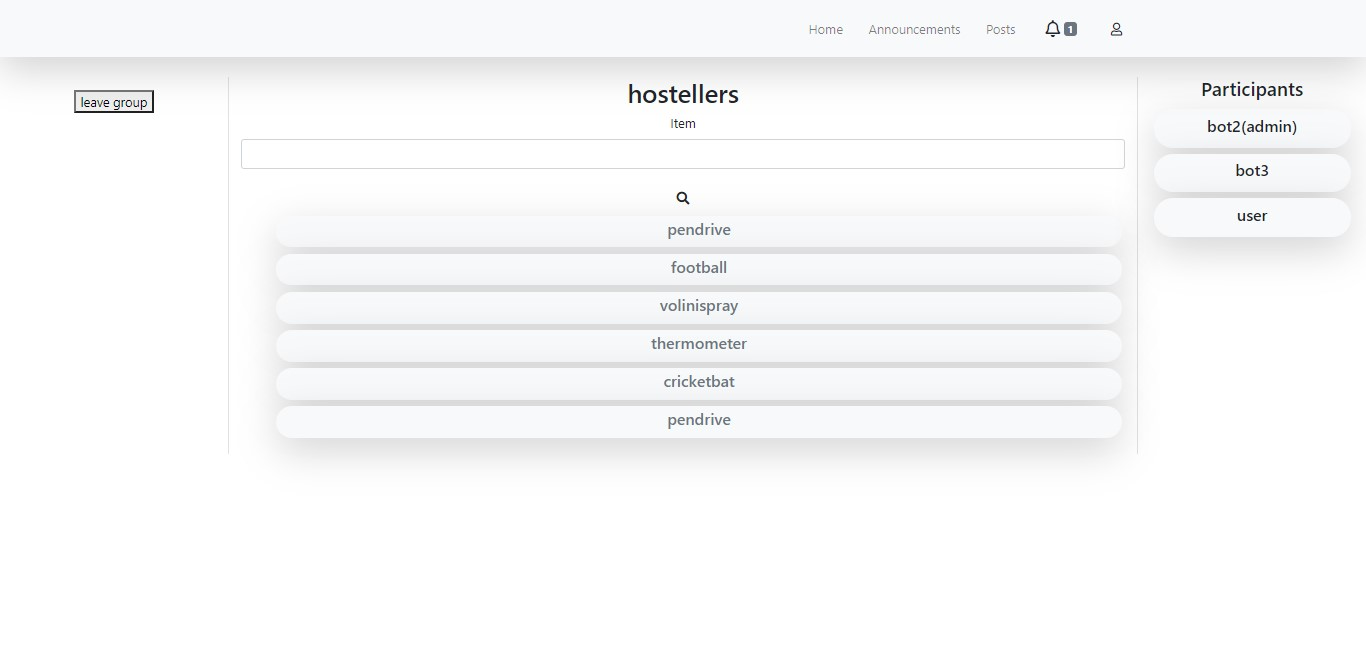 Home Announcements Posts 1
leave group
hostellers
Item
pendrive
football
volinispray
thermometer
cricketbat
pendrive
Participants
bot2(admin)
bot3
user